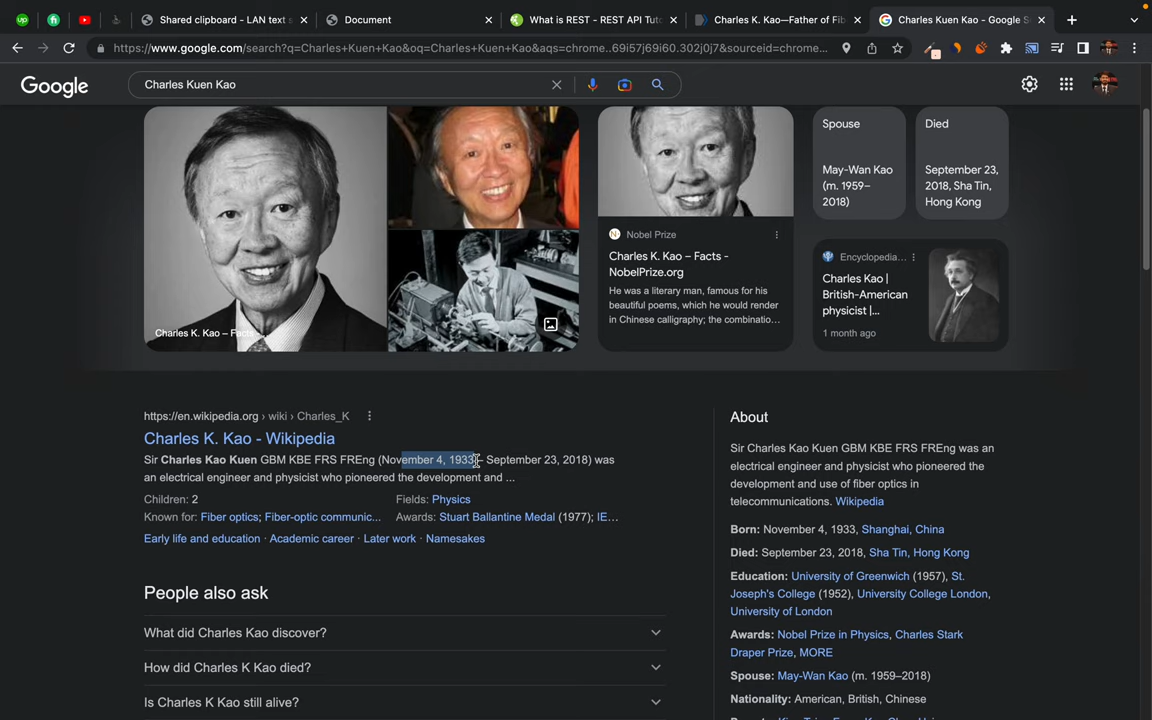 Shared clipboard - LAN text s
Document
What is REST - REST API Tuto
Charles K. Kao—Father of Fib
Charles Kuen Kao - Google S
https://www.google.com/search?q=Charles+Kuen+Kao&oq=Charles+Kuen+Kao&aqs=chrome..69i57j69i60.302j0j7&sourceid=chrome...
Google
Charles Kuen Kao
Charles K. Kao – Facts -
Nobel Prize
Charles K. Kao – Facts -
NobelPrize.org
He was a literary man, famous for his
beautiful poems, which he would render
in Chinese calligraphy; the combinatio...
Spouse
May-Wan Kao
(m. 1959–
2018)
Died
September 23,
2018, Sha Tin,
Hong Kong
Encyclopedia...
Charles Kao |
British-American
physicist |...
1 month ago
https://en.wikipedia.org › wiki › Charles_K
Charles K. Kao - Wikipedia
Sir Charles Kao Kuen GBM KBE FRS FREng (November 4, 1933 – September 23, 2018) was
an electrical engineer and physicist who pioneered the development and ...
Children: 2
Fields: Physics
Known for: Fiber optics; Fiber-optic communic...
Awards: Stuart Ballantine Medal (1977); IE...
Early life and education · Academic career · Later work · Namesakes
People also ask
What did Charles Kao discover?
How did Charles K Kao died?
Is Charles K Kao still alive?
About
Sir Charles Kao Kuen GBM KBE FRS FREng was an
electrical engineer and physicist who pioneered the
development and use of fiber optics in
telecommunications. Wikipedia
Born: November 4, 1933, Shanghai, China
Died: September 23, 2018, Sha Tin, Hong Kong
Education: University of Greenwich (1957), St.
Joseph's College (1952), University College London,
University of London
Awards: Nobel Prize in Physics, Charles Stark
Draper Prize, MORE
Spouse: May-Wan Kao (m. 1959–2018)
Nationality: American, British, Chinese